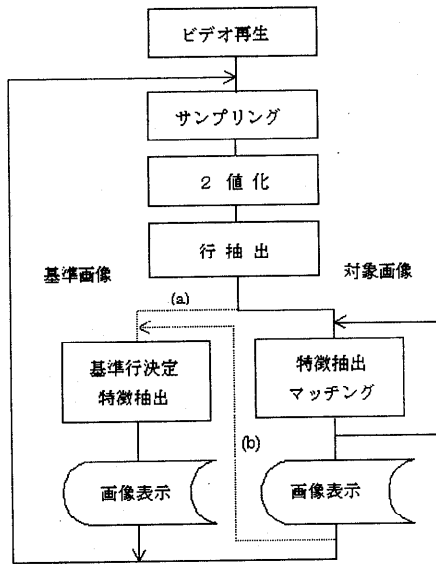 ビデオ再生
サンプリング
2 値 化
行 抽 出
基準画像
対象画像
(a)
基準行決定
特徴抽出
特徴抽出
マッチング
(b)
画像表示
画像表示